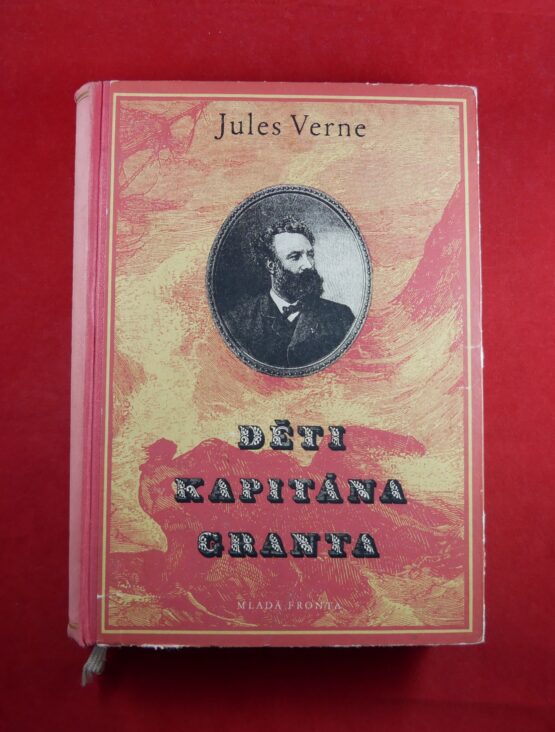 Jules Verne
DĚTI
KAPITÁNA
GRANTA
MLADÁ FRONTA